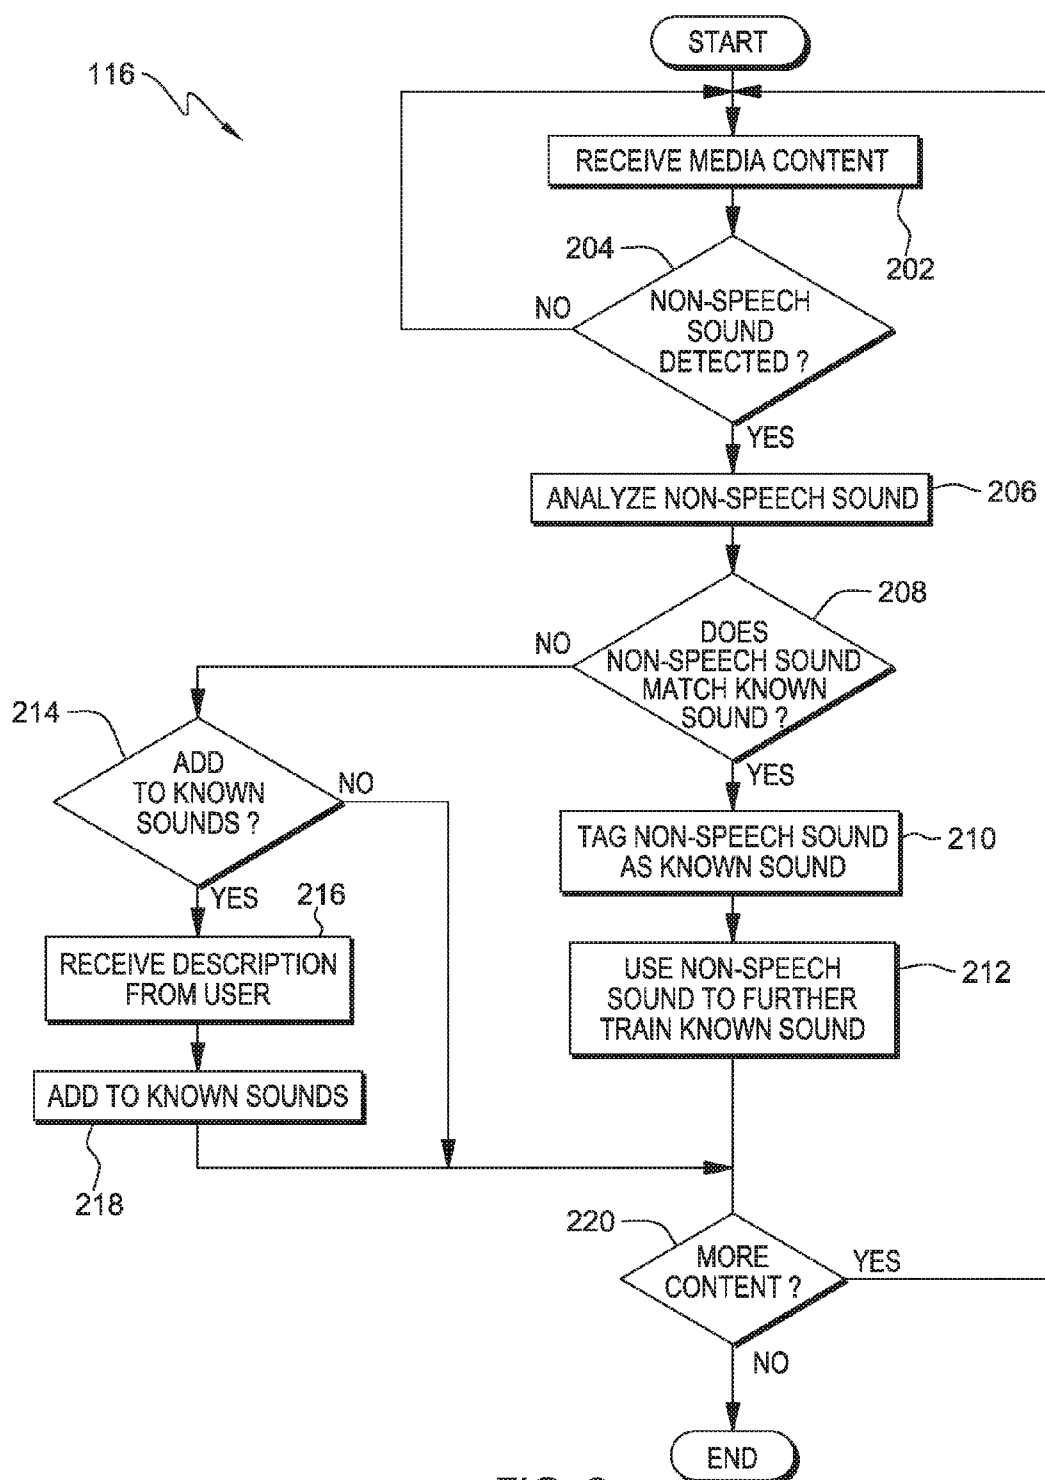 START
116
RECEIVE MEDIA CONTENT
202
204
NO
NON-SPEECH
SOUND
DETECTED ?
YES
ANALYZE NON-SPEECH SOUND
206
208
NO
DOES
NON-SPEECH SOUND
MATCH KNOWN
SOUND ?
YES
214
ADD
TO KNOWN
SOUNDS ?
NO
YES
TAG NON-SPEECH SOUND
AS KNOWN SOUND
210
216
RECEIVE DESCRIPTION
FROM USER
USE NON-SPEECH
SOUND TO FURTHER
TRAIN KNOWN SOUND
212
ADD TO KNOWN SOUNDS
218
220
MORE
CONTENT ?
YES
NO
END